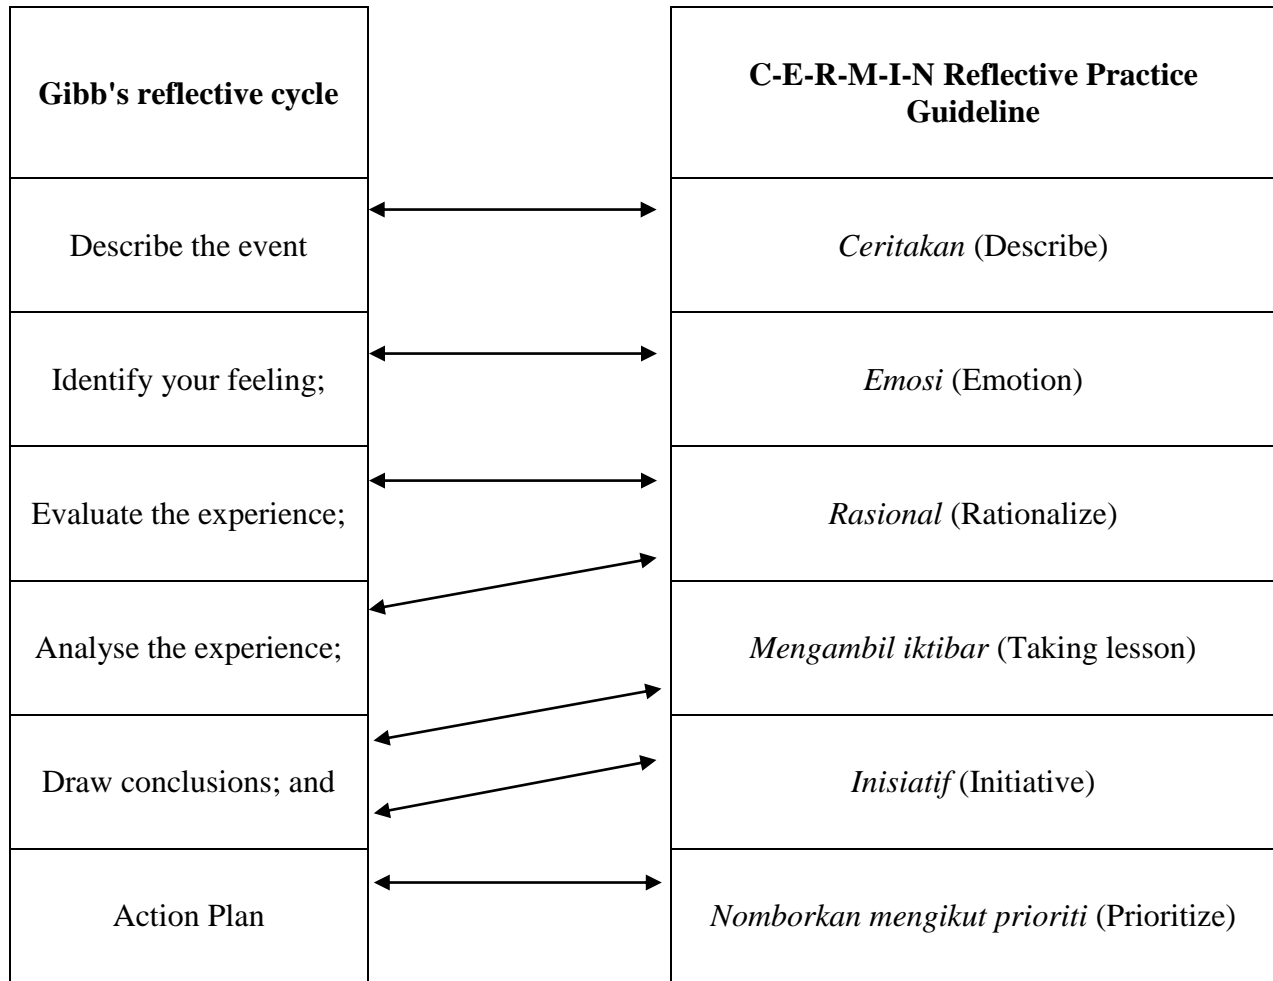 Gibb's reflective cycle
C-E-R-M-I-N Reflective Practice
Guideline
Describe the event
Ceritakan (Describe)
Identify your feeling;
Emosi (Emotion)
Evaluate the experience;
Rasional (Rationalize)
Analyse the experience;
Mengambil iktibar (Taking lesson)
Draw conclusions; and
Inisiatif (Initiative)
Action Plan
Nomborkan mengikut prioriti (Prioritize)